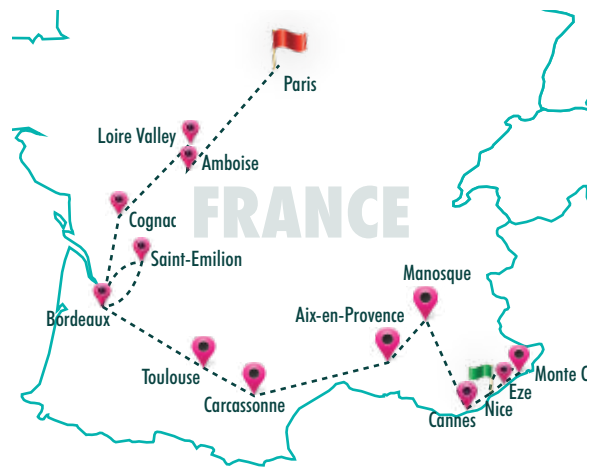 Paris
Loire Valley
Amboise
FRANCE
Cognac
Saint-Emilion
Manosque
Bordeaux
Aix-en-Provence
Toulouse
Monte C
Eze
Carcassonne
Nice
Cannes